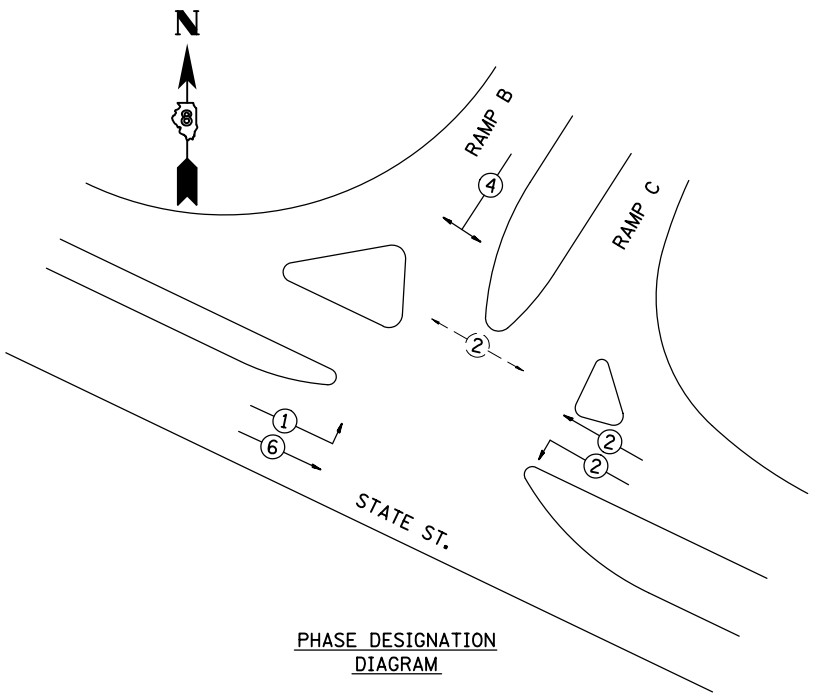 N
8
RAMP B
4
RAMP C
2
1
6
2
2
STATE ST.
PHASE DESIGNATION
DIAGRAM